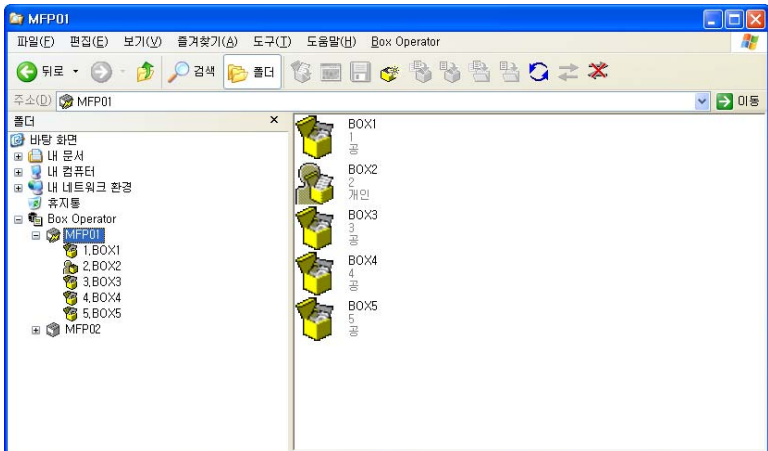 MFP01
파일(F) 편집(E) 보기(V) 즐겨찾기(A) 도구(T) 도움말(H) Box Operator
뒤로 검색 폴더
주소(D) MFP01 이동
폴더
바탕 화면
내 문서
내 컴퓨터
내 네트워크 환경
휴지통
Box Operator
MFP01
1,BOX1
2,BOX2
3,BOX3
4,BOX4
5,BOX5
MFP02
BOX1
1
공
BOX2
2
개인
BOX3
3
공
BOX4
4
공
BOX5
5
공